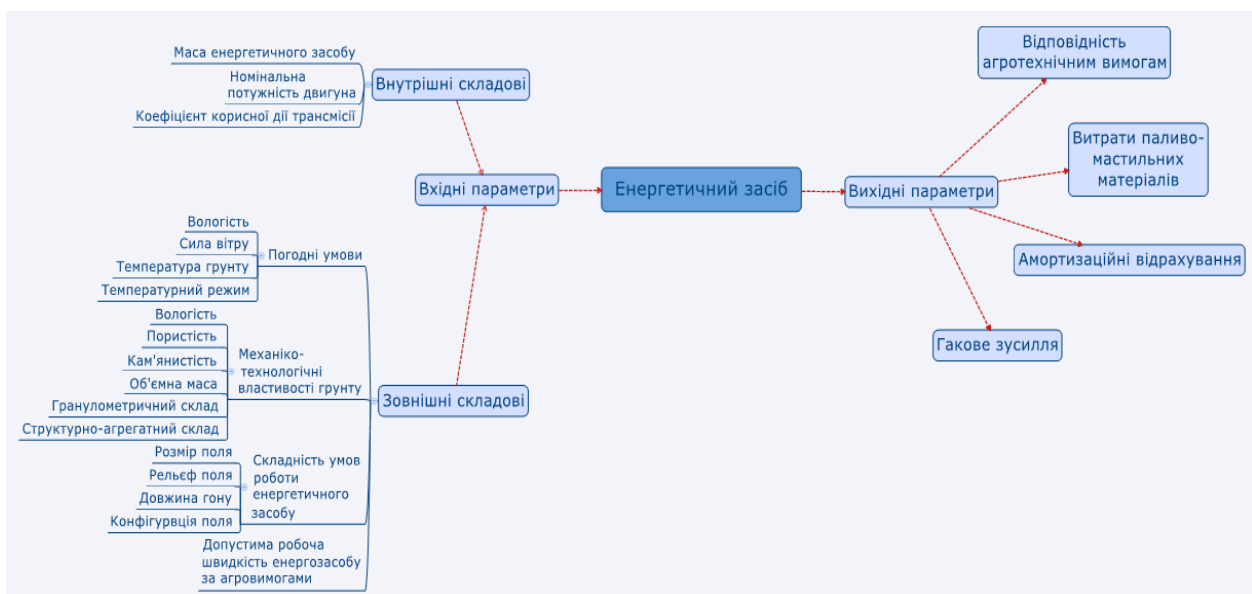 Маса енергетичного засобу
Номінальна
потужність двигуна
Коефіцієнт корисної дії трансмісії
Внутрішні складові
Вхідні параметри
Вологість
Сила вітру
Температура грунту
Температурний режим
Погодні умови
Вологість
Пористість
Кам'янистість
Об'ємна маса
Гранулометричний склад
Структурно-агрегатний склад
Механіко-
технологічні
властивості грунту
Розмір поля
Рельєф поля
Довжина гону
Конфігурвція поля
Складність умов
роботи
енергетичного
засобу
Допустима робоча
швидкість енергозасобу
за агровимогами
Зовнішні складові
Енергетичний засіб
Вихідні параметри
Відповідність
агротехнічним вимогам
Витрати паливо-
мастильних
матеріалів
Амортизаційні відрахування
Гакове зусилля